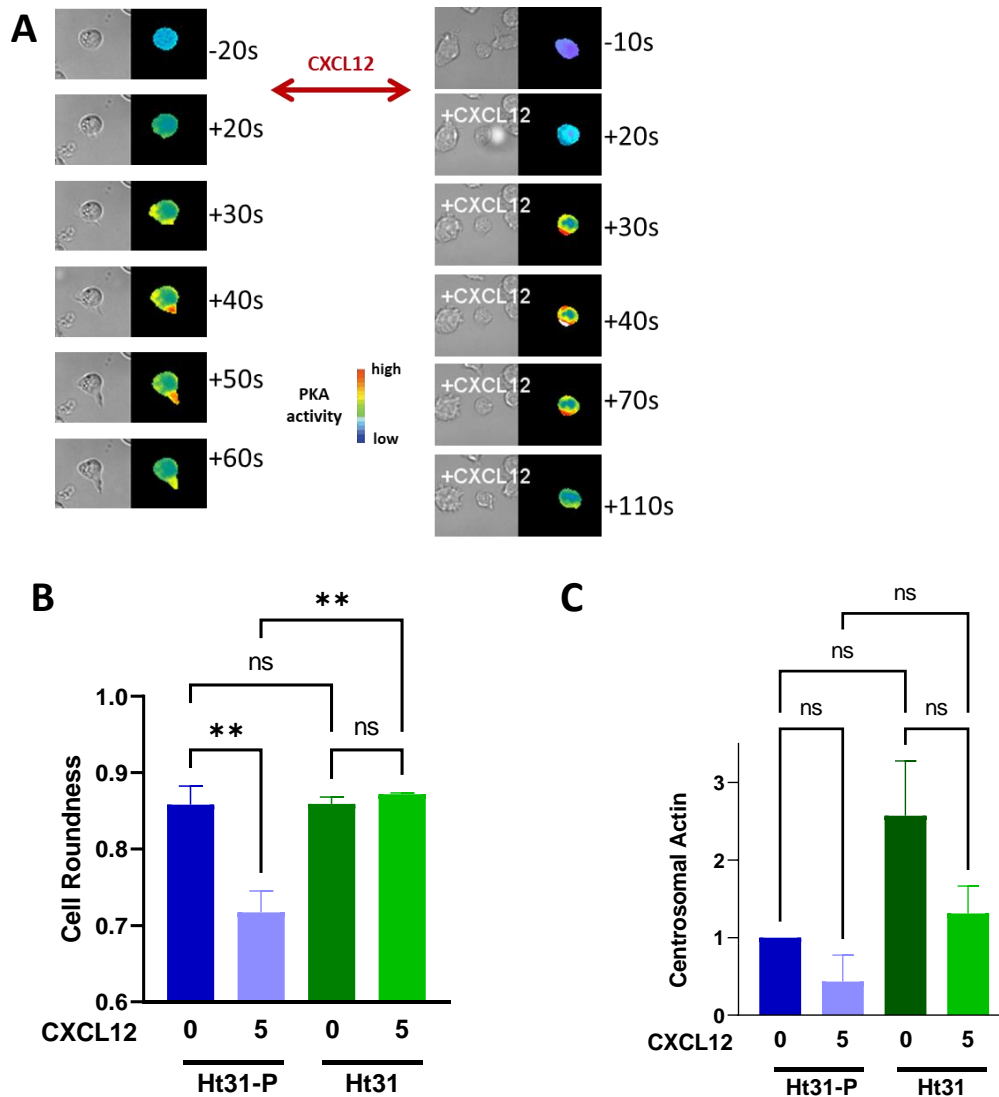 A
-20s
+20s
+30s
+40s
+50s
+60s
CXCL12
PKA
activity
high
low
-10s
+CXCL12
+20s
+CXCL12
+30s
+CXCL12
+40s
+CXCL12
+70s
+CXCL12
+110s
B
**
ns
**
ns
1.0
0.9
0.8
0.7
0.6
Cell Roundness
CXCL12 0 5 0 5
Ht31-P Ht31
C
ns
ns
ns
ns
3
2
1
0
Centrosomal Actin
CXCL12 0 5 0 5
Ht31-P Ht31